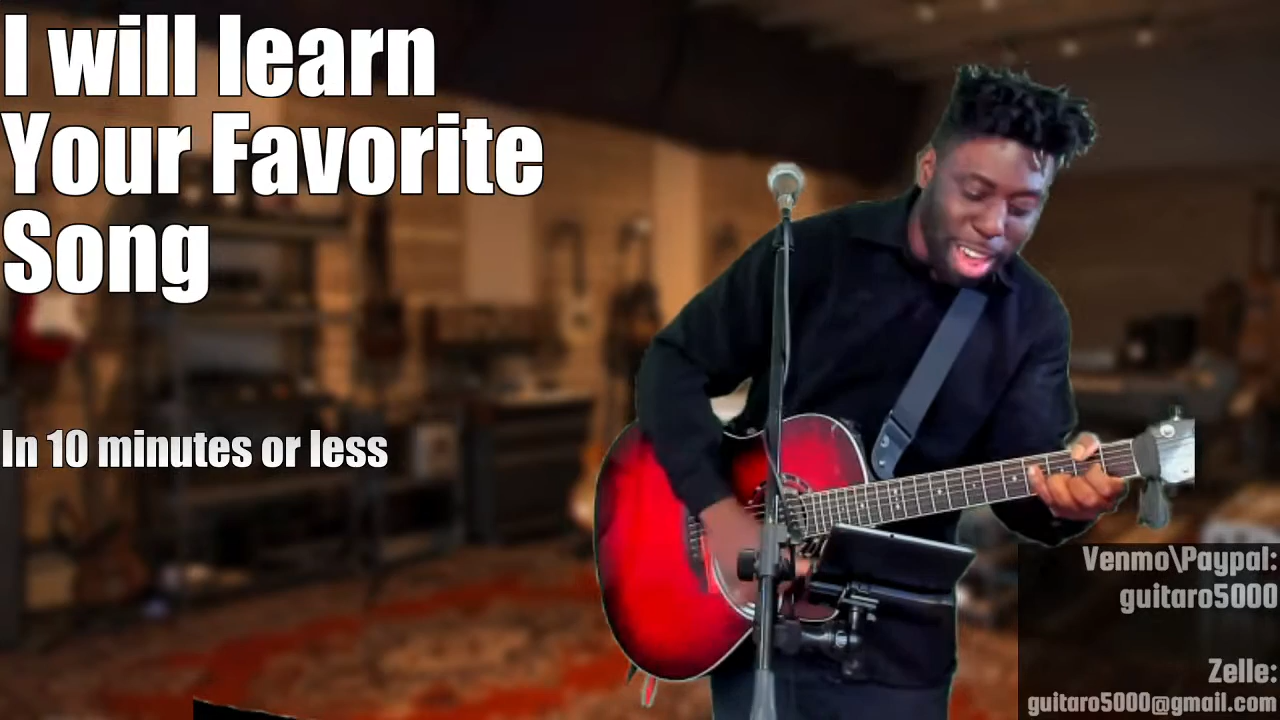 I will learn
Your Favorite
Song
In 10 minutes or less
Venmo\Paypal:
guitaro5000
Zelle:
guitaro5000@gmail.com